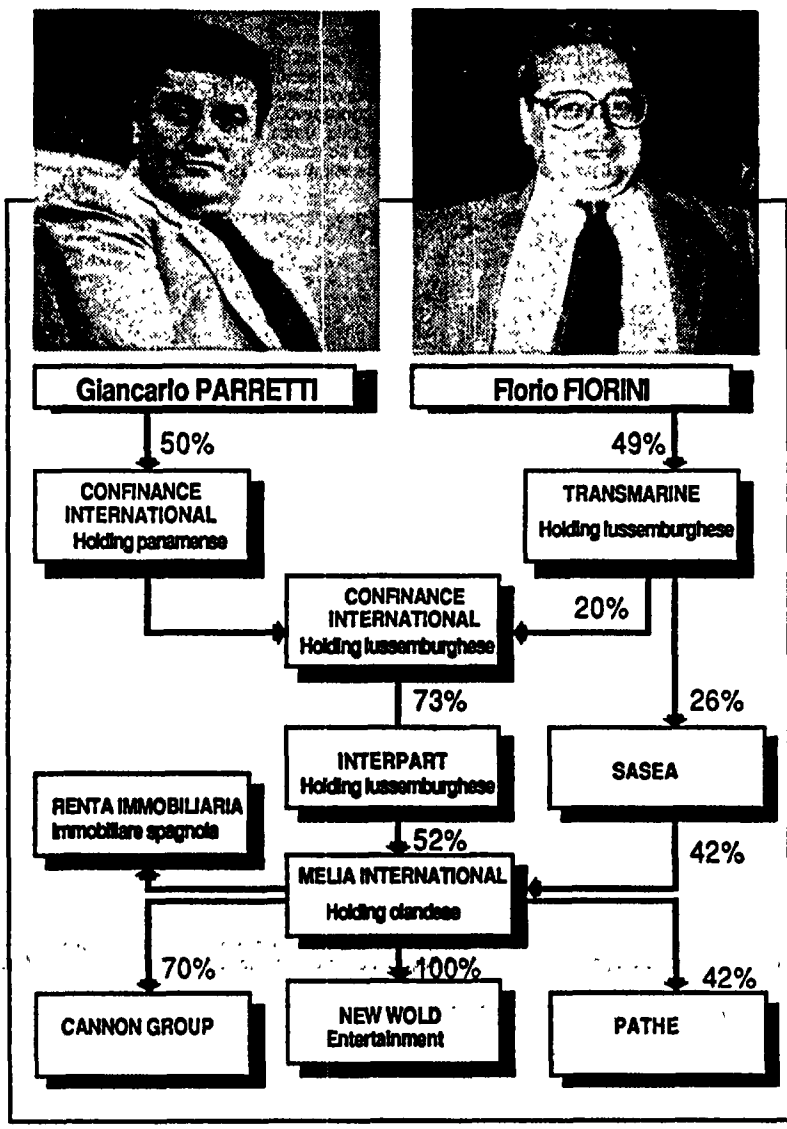 Giancarlo PARRETTI
Florio FIORINI
50%
49%
CONFINANCE
INTERNATIONAL
Holding panamense
TRANSMARINE
Holding lussemburghese
CONFINANCE
INTERNATIONAL
Holding lussemburghese
20%
73%
26%
INTERPART
Holding lussemburghese
SASEA
RENTA IMMOBILIARIA
Immobiliare spagnola
52%
42%
MELIA INTERNATIONAL
Holding olandese
70%
100%
42%
CANNON GROUP
NEW WOLD
Entertainment
PATHE